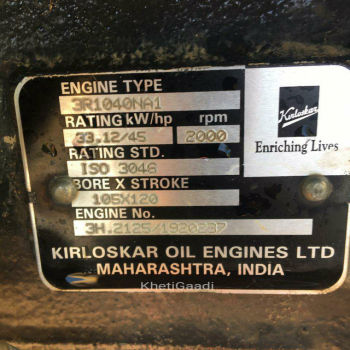 ENGINE TYPE
3R1040NA1
RATING kW/hp rpm
33.12/45 2000
RATING STD.
ISO 3046
BORE X STROKE
105X120
ENGINE No.
3H.2125/1920237
Kirloskar
Enriching Lives
KIRLOSKAR OIL ENGINES LTD
MAHARASHTRA, INDIA
KhetiGaadi